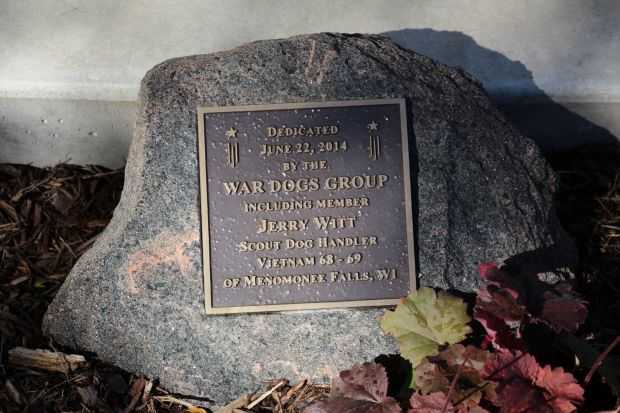 DEDICATED
JUNE 22, 2014
BY THE
WAR DOGS GROUP
INCLUDING MEMBER
JERRY WITT
SCOUT DOG HANDLER
VIETNAM 68 - 69
OF MENOMONEE FALLS, WI